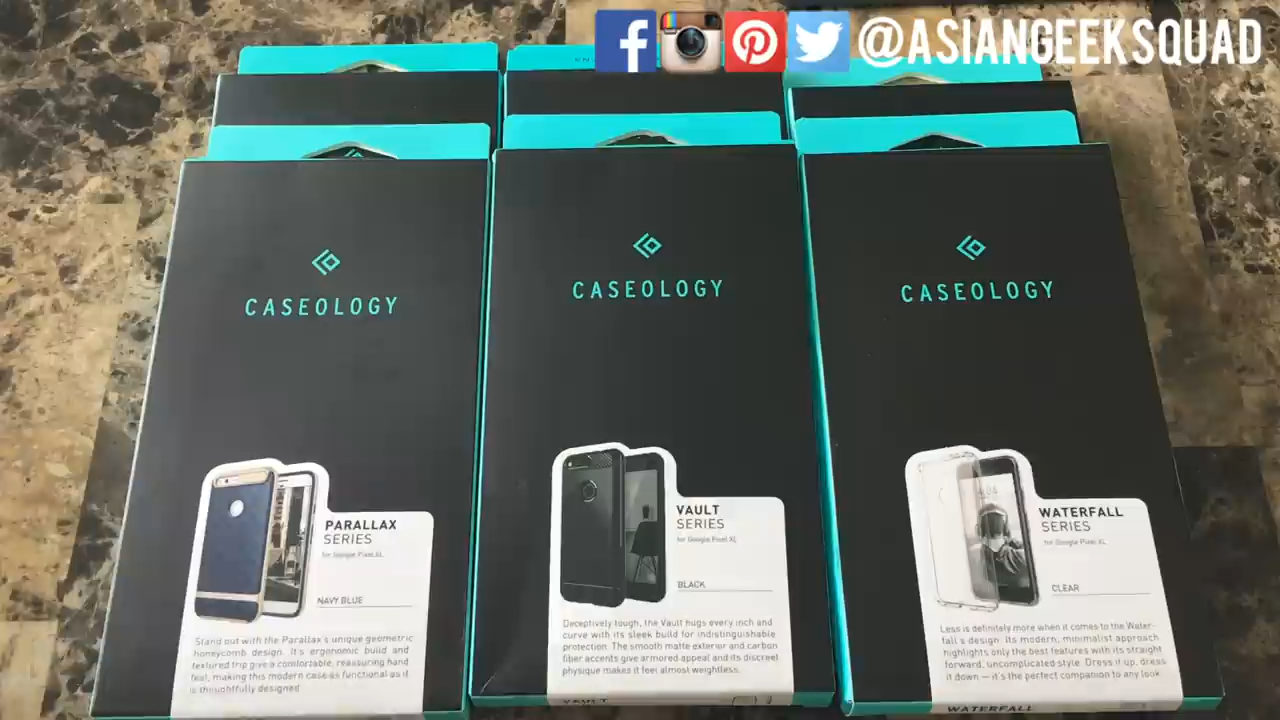 @ASIANGEEKSQUAD
CASEOLOGY
PARALLAX
SERIES
for Google Pixel XL
NAVY BLUE
Stand out with the Parallax's unique geometric
honeycomb design. It's ergonomic build and
textured trip give a comfortable, reassuring hand
feel, making this modern case as functional as it
is thoughtfully designed
CASEOLOGY
VAULT
SERIES
for Google Pixel XL
BLACK
Deceptively tough, the Vault hugs every inch and
curve with its sleek build for indistinguishable
protection. The smooth matte exterior and carbon
fiber accents give armored appeal and its discreet
physique makes it feel almost weightless.
VAULT
CASEOLOGY
WATERFALL
SERIES
for Google Pixel XL
CLEAR
Less is definitely more when it comes to the Water-
fall's design. Its modern, minimalist approach
highlights only the best features with its straight
forward, uncomplicated style. Dress it up, dress
it down — it's the perfect companion to any look.
WATERFALL